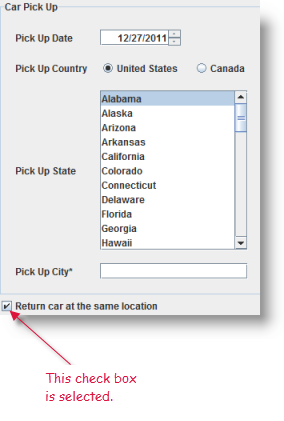 Car Pick Up
Pick Up Date 12/27/2011
Pick Up Country United States Canada
Alabama
Alaska
Arizona
Arkansas
California
Pick Up State Colorado
Connecticut
Delaware
Florida
Georgia
Hawaii
Pick Up City*
Return car at the same location
This check box
is selected.